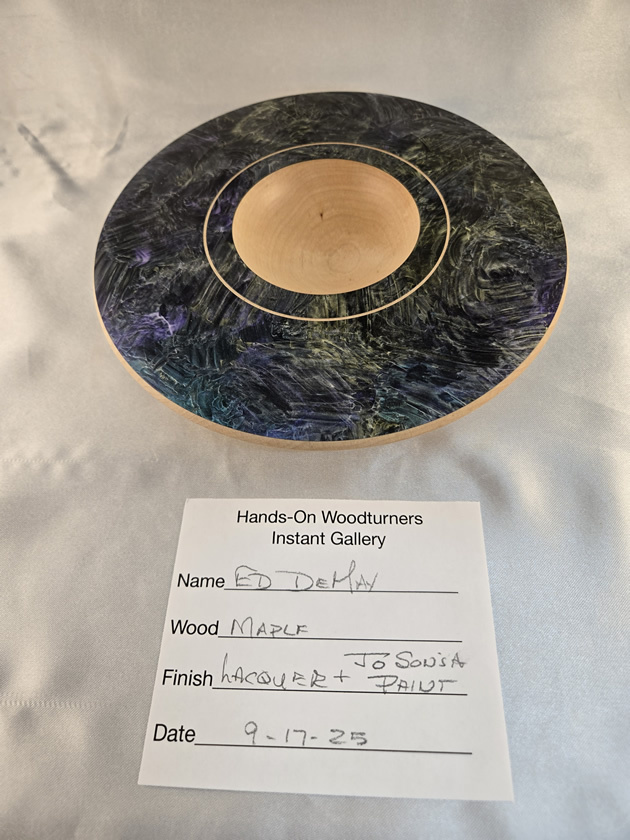 Hands-On Woodturners
Instant Gallery
Name ED DEMAY
Wood MAPLE
Finish LACQUER + JO SONJA
PAINT
Date 9-17-25